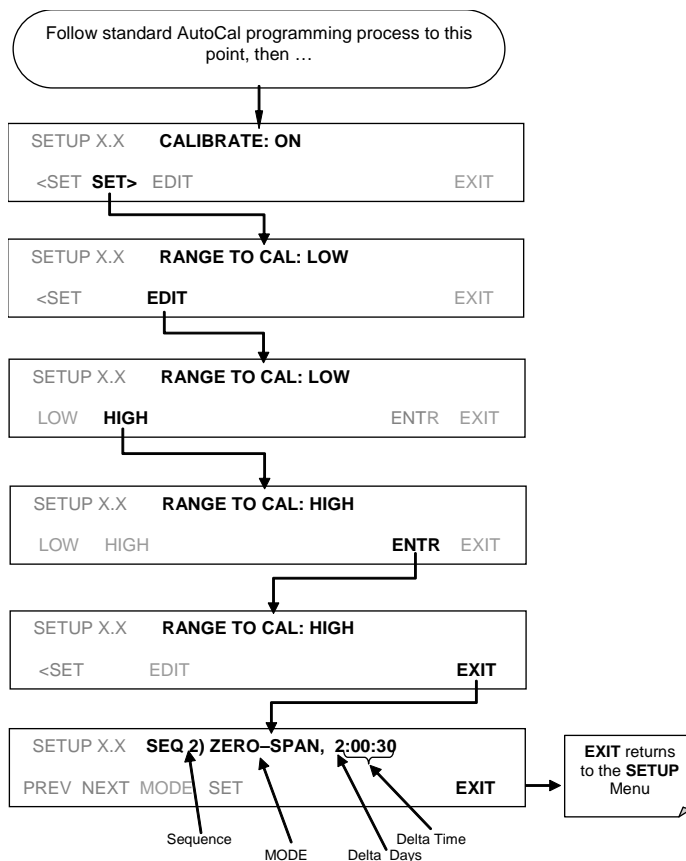 Follow standard AutoCal programming process to this
point, then …
SETUP X.X CALIBRATE: ON
<SET SET> EDIT EXIT
SETUP X.X RANGE TO CAL: LOW
<SET EDIT EXIT
SETUP X.X RANGE TO CAL: LOW
LOW HIGH ENTR EXIT
SETUP X.X RANGE TO CAL: HIGH
LOW HIGH ENTR EXIT
SETUP X.X RANGE TO CAL: HIGH
<SET EDIT EXIT
SETUP X.X SEQ 2) ZERO–SPAN, 2:00:30
PREV NEXT MODE SET EXIT
EXIT returns
to the SETUP
Menu
Sequence
MODE
Delta Days
Delta Time